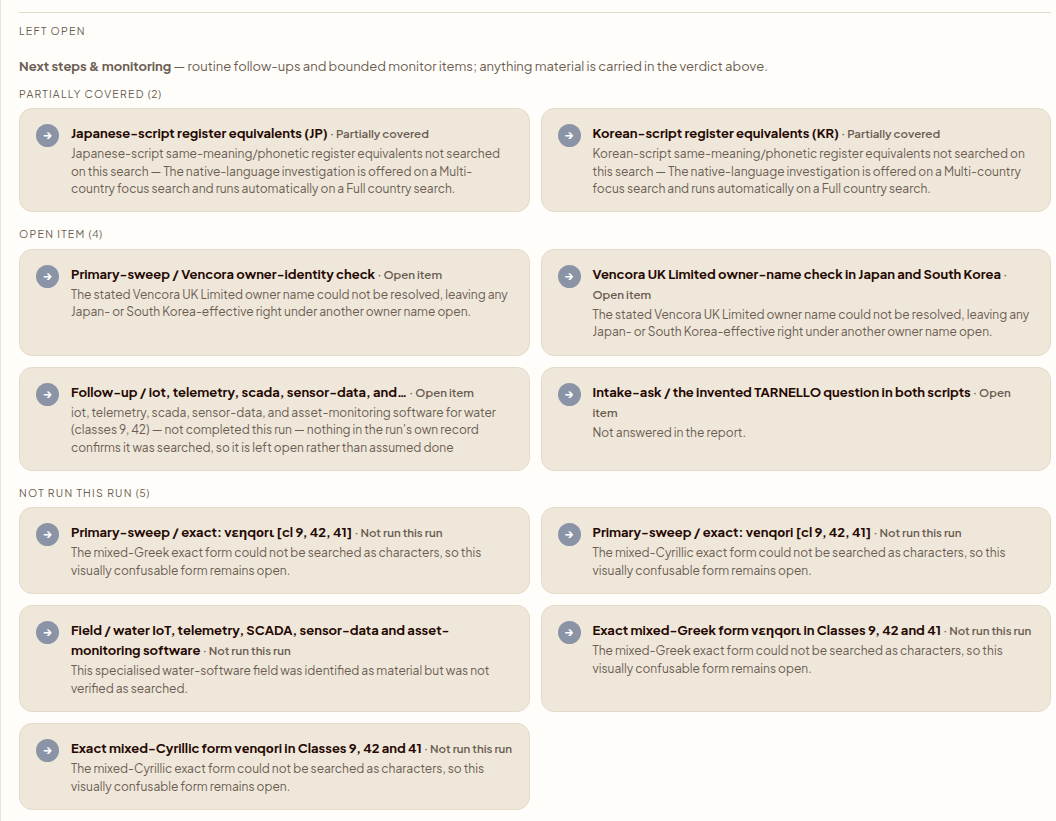 LEFT OPEN
Next steps & monitoring — routine follow-ups and bounded monitor items; anything material is carried in the verdict above.
PARTIALLY COVERED (2)
Japanese-script register equivalents (JP) · Partially covered
Japanese-script same-meaning/phonetic register equivalents not searched
on this search — The native-language investigation is offered on a Multi-
country focus search and runs automatically on a Full country search.
Korean-script register equivalents (KR) · Partially covered
Korean-script same-meaning/phonetic register equivalents not searched on
this search — The native-language investigation is offered on a Multi-country
focus search and runs automatically on a Full country search.
OPEN ITEM (4)
Primary-sweep / Vencora owner-identity check · Open item
The stated Vencora UK Limited owner name could not be resolved, leaving any
Japan- or South Korea-effective right under another owner name open.
Vencora UK Limited owner-name check in Japan and South Korea ·
Open item
The stated Vencora UK Limited owner name could not be resolved, leaving any
Japan- or South Korea-effective right under another owner name open.
Follow-up / iot, telemetry, scada, sensor-data, and… · Open item
iot, telemetry, scada, sensor-data, and asset-monitoring software for water
(classes 9, 42) — not completed this run — nothing in the run's own record
confirms it was searched, so it is left open rather than assumed done
Intake-ask / the invented TARNELLO question in both scripts · Open
item
Not answered in the report.
NOT RUN THIS RUN (5)
Primary-sweep / exact: vεηqorι [cl 9, 42, 41] · Not run this run
The mixed-Greek exact form could not be searched as characters, so this
visually confusable form remains open.
Primary-sweep / exact: venqori [cl 9, 42, 41] · Not run this run
The mixed-Cyrillic exact form could not be searched as characters, so this
visually confusable form remains open.
Field / water IoT, telemetry, SCADA, sensor-data and asset-
monitoring software · Not run this run
This specialised water-software field was identified as material but was not
verified as searched.
Exact mixed-Greek form vεηqorι in Classes 9, 42 and 41 · Not run this run
The mixed-Greek exact form could not be searched as characters, so this
visually confusable form remains open.
Exact mixed-Cyrillic form venqori in Classes 9, 42 and 41 · Not run this run
The mixed-Cyrillic exact form could not be searched as characters, so this
visually confusable form remains open.